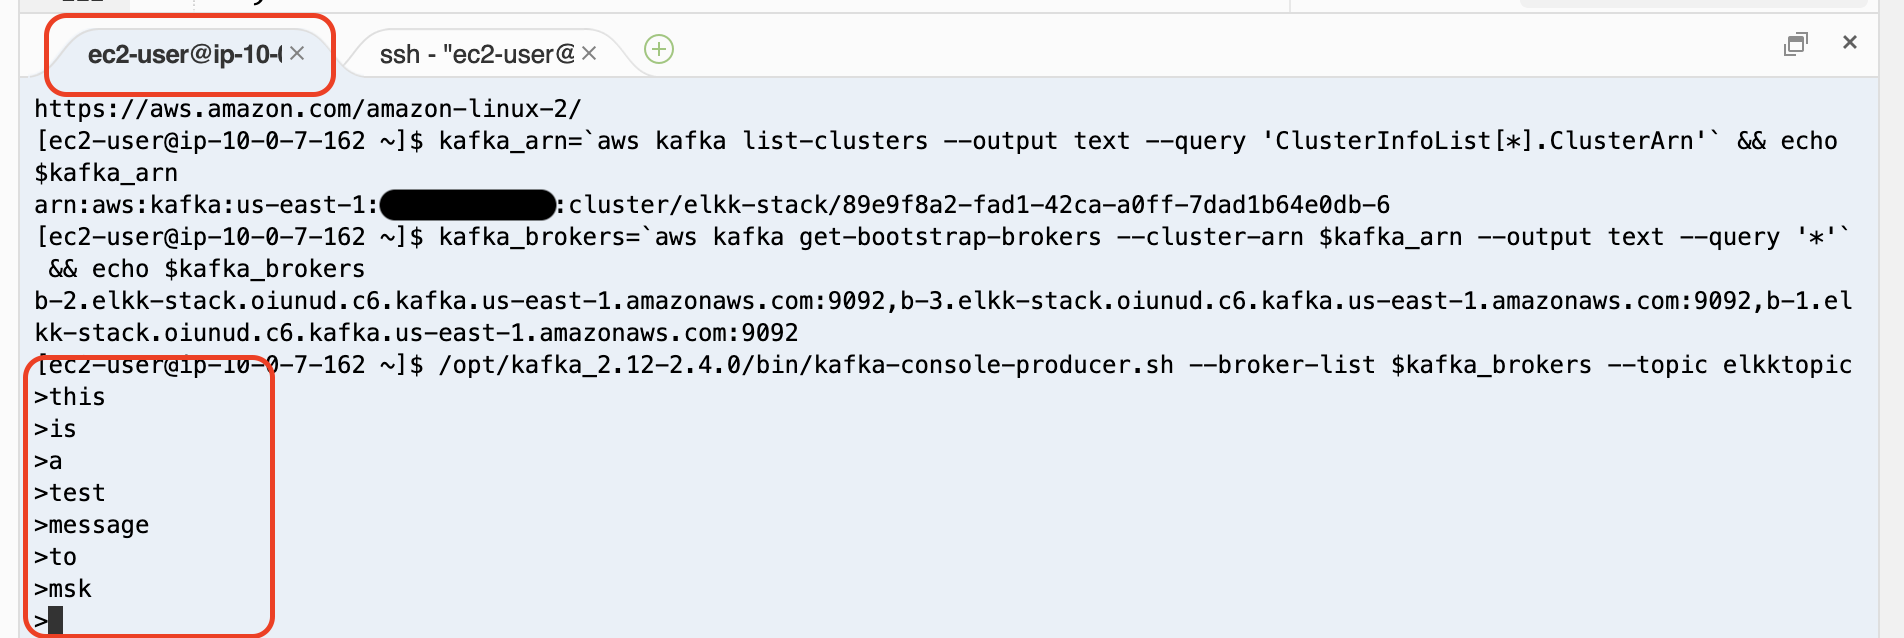 ec2-user@ip-10-
ssh - "ec2-user@
https://aws.amazon.com/amazon-linux-2/
[ec2-user@ip-10-0-7-162 ~]$ kafka_arn=`aws kafka list-clusters --output text --query 'ClusterInfoList[*].ClusterArn'` && echo
$kafka_arn
arn:aws:kafka:us-east-1: :cluster/elkk-stack/89e9f8a2-fad1-42ca-a0ff-7dad1b64e0db-6
[ec2-user@ip-10-0-7-162 ~]$ kafka_brokers=`aws kafka get-bootstrap-brokers --cluster-arn $kafka_arn --output text --query '*'`
&& echo $kafka_brokers
b-2.elkk-stack.oiunud.c6.kafka.us-east-1.amazonaws.com:9092,b-3.elkk-stack.oiunud.c6.kafka.us-east-1.amazonaws.com:9092,b-1.el
kk-stack.oiunud.c6.kafka.us-east-1.amazonaws.com:9092
[ec2-user@ip-10-0-7-162 ~]$ /opt/kafka_2.12-2.4.0/bin/kafka-console-producer.sh --broker-list $kafka_brokers --topic elkktopic
>this
>is
>a
>test
>message
>to
>msk
>